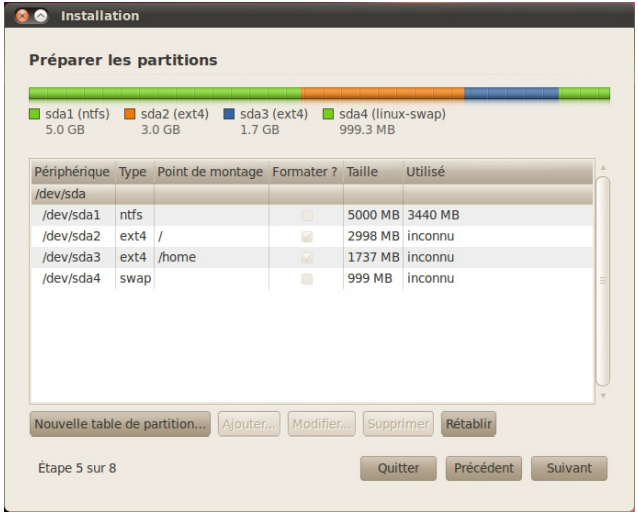 Installation
Préparer les partitions
sda1 (ntfs) sda2 (ext4) sda3 (ext4) sda4 (linux-swap)
5.0 GB 3.0 GB 1.7 GB 999.3 MB
Périphérique Type Point de montage Formater ? Taille Utilisé
/dev/sda
/dev/sda1 ntfs 5000 MB 3440 MB
/dev/sda2 ext4 / 2998 MB inconnu
/dev/sda3 ext4 /home 1737 MB inconnu
/dev/sda4 swap 999 MB inconnu
Nouvelle table de partition... Ajouter... Modifier... Supprimer Rétablir
Étape 5 sur 8 Quitter Précédent Suivant